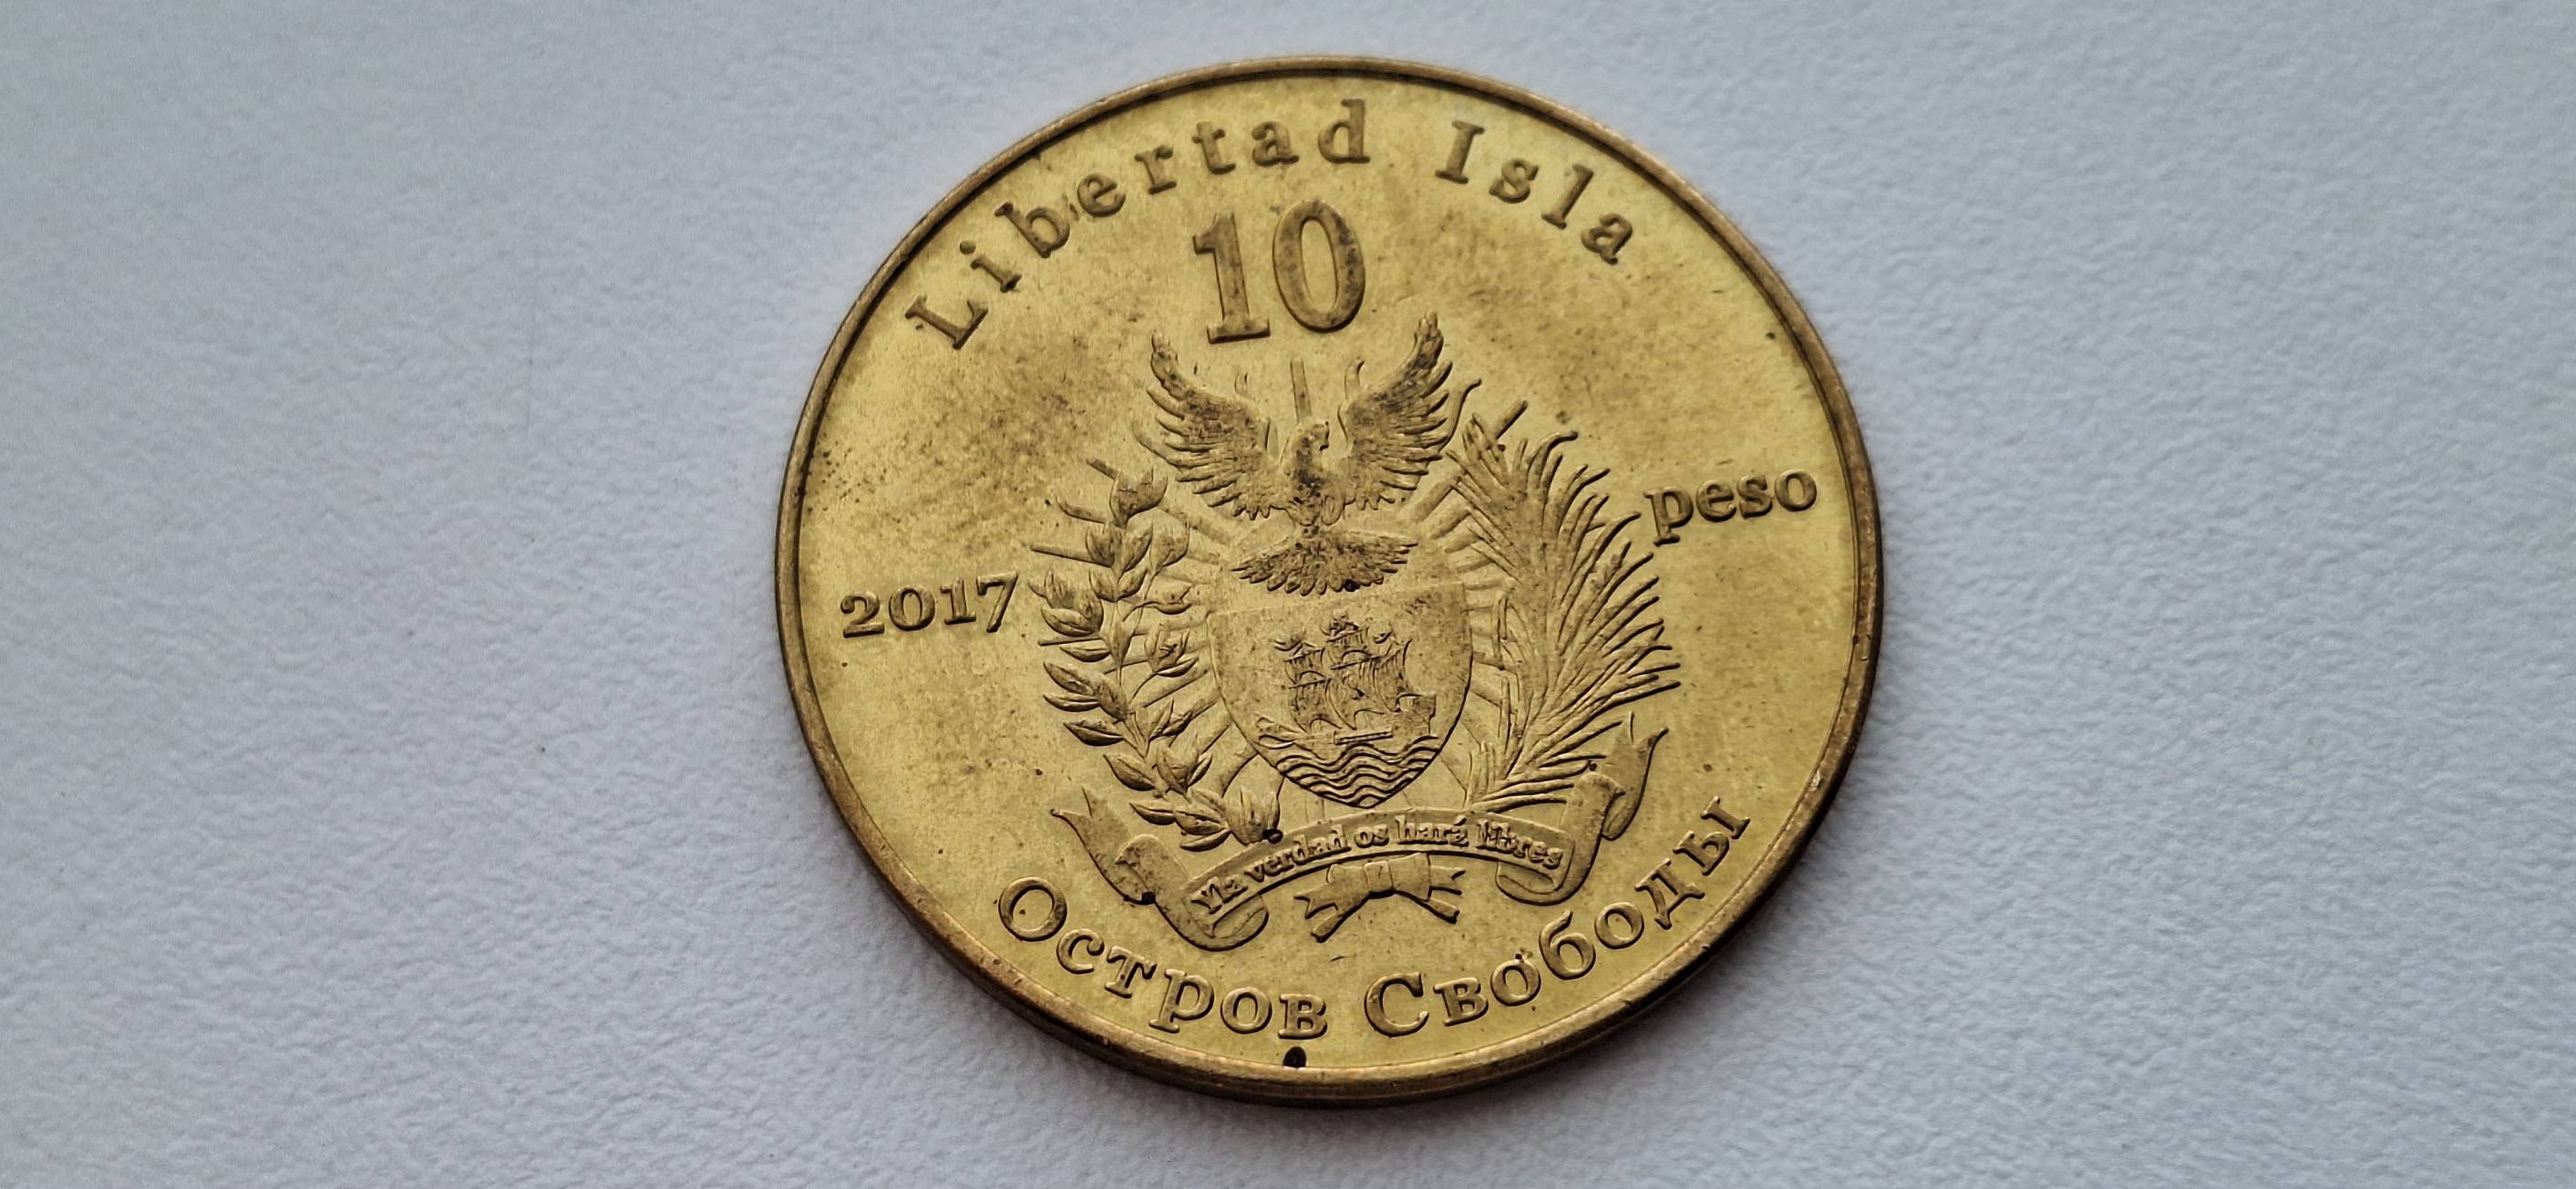 Libertad Isla
10
peso
2017
Y la verdad os hará libres
Остров Свободы